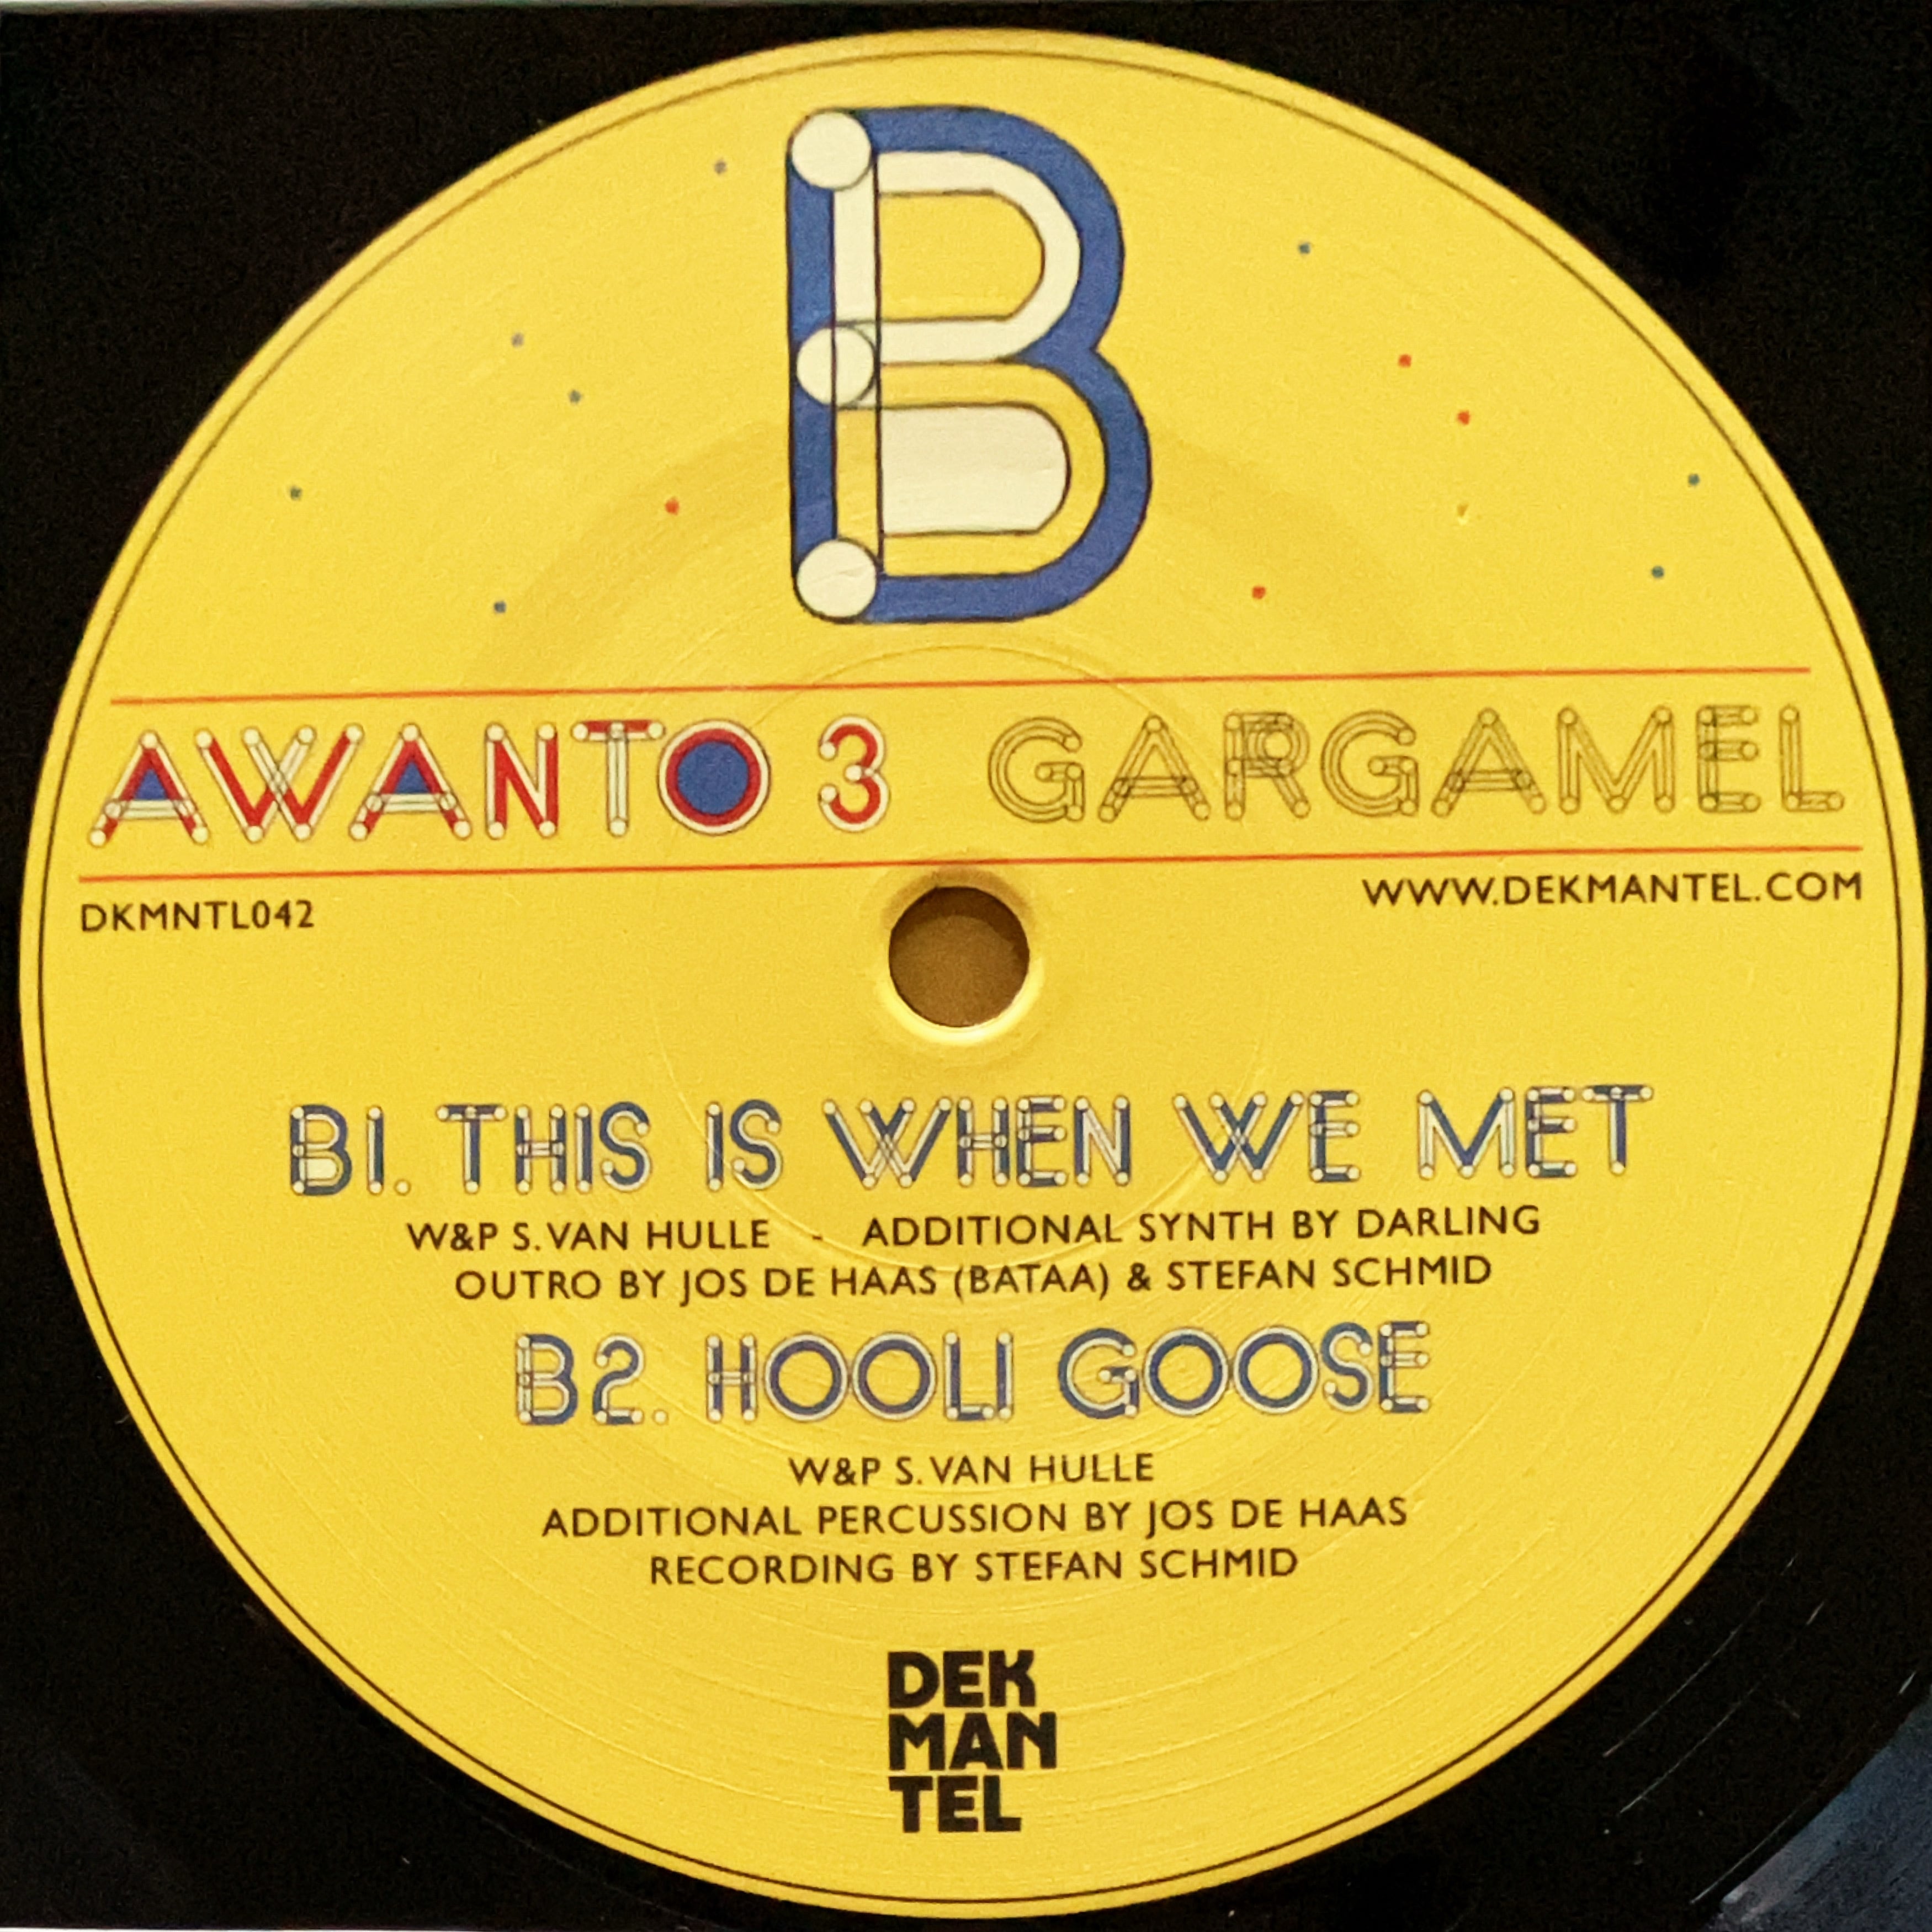 B
AWANTO 3 GARGAMEL
DKMNTL042
WWW.DEKMANTEL.COM
B1. THIS IS WHEN WE MET
W&P S. VAN HULLE - ADDITIONAL SYNTH BY DARLING
OUTRO BY JOS DE HAAS (BATAA) & STEFAN SCHMID
B2. HOOLI GOOSE
W&P S. VAN HULLE
ADDITIONAL PERCUSSION BY JOS DE HAAS
RECORDING BY STEFAN SCHMID
DEK
MAN
TEL